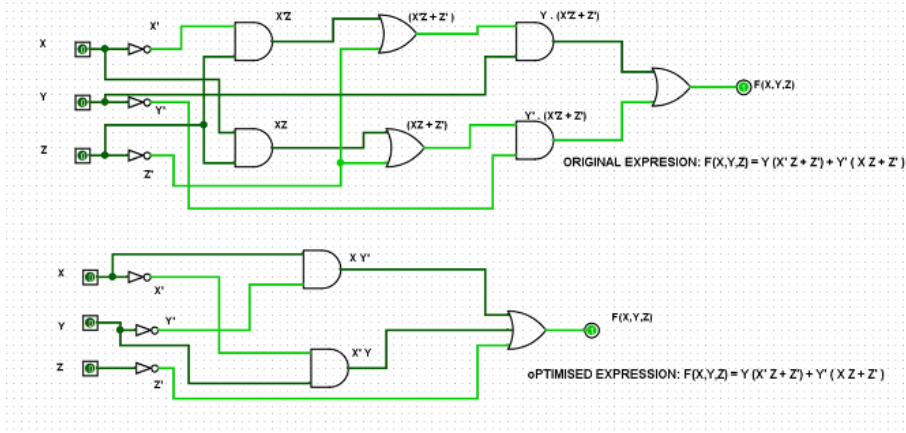 X
X'
X'Z
(X'Z + Z' )
Y . (X'Z + Z')
Y
Y'
F(X,Y,Z)
XZ
(XZ + Z')
Y' . (X'Z + Z')
Z
Z'
ORIGINAL EXPRESION: F(X,Y,Z) = Y (X' Z + Z') + Y' ( X Z + Z' )
X
X'
X Y'
Y
Y'
F(X,Y,Z)
X' Y
Z
Z'
oPTIMISED EXPRESSION: F(X,Y,Z) = Y (X' Z + Z') + Y' ( X Z + Z' )